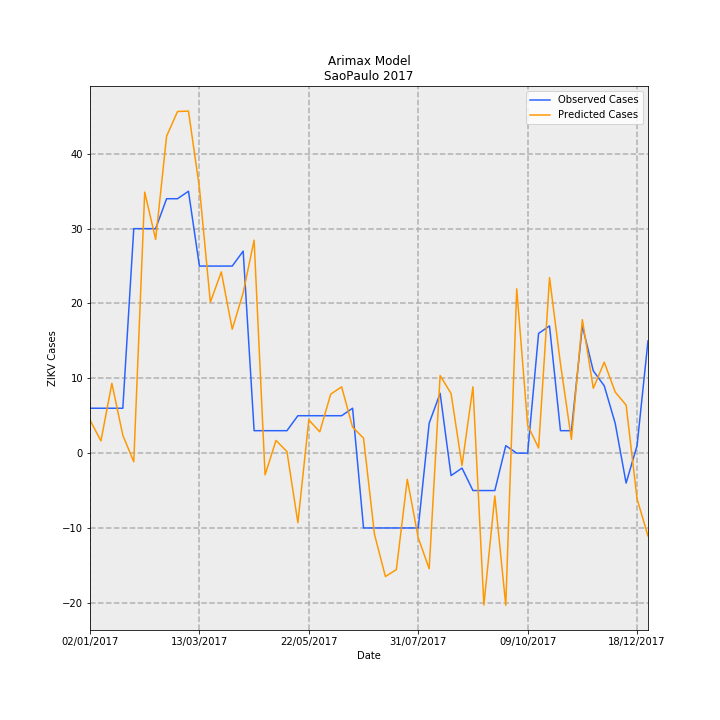 Arimax Model
SaoPaulo 2017
Observed Cases
Predicted Cases
ZIKV Cases
40
30
20
10
0
−10
−20
02/01/2017
13/03/2017
22/05/2017
31/07/2017
09/10/2017
18/12/2017
Date